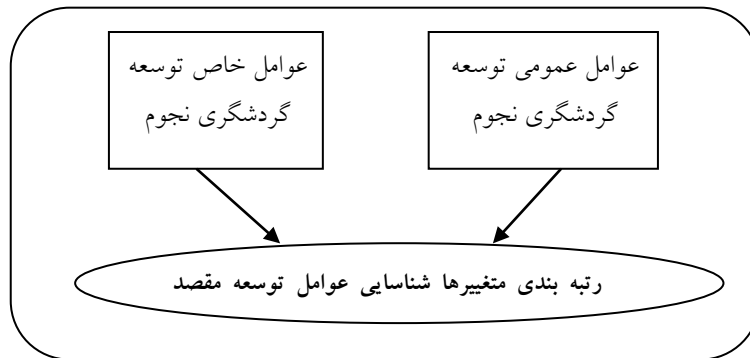 عوامل عمومی توسعه
گردشگری نجوم
عوامل خاص توسعه
گردشگری نجوم
رتبه بندی متغییرها شناسایی عوامل توسعه مقصد